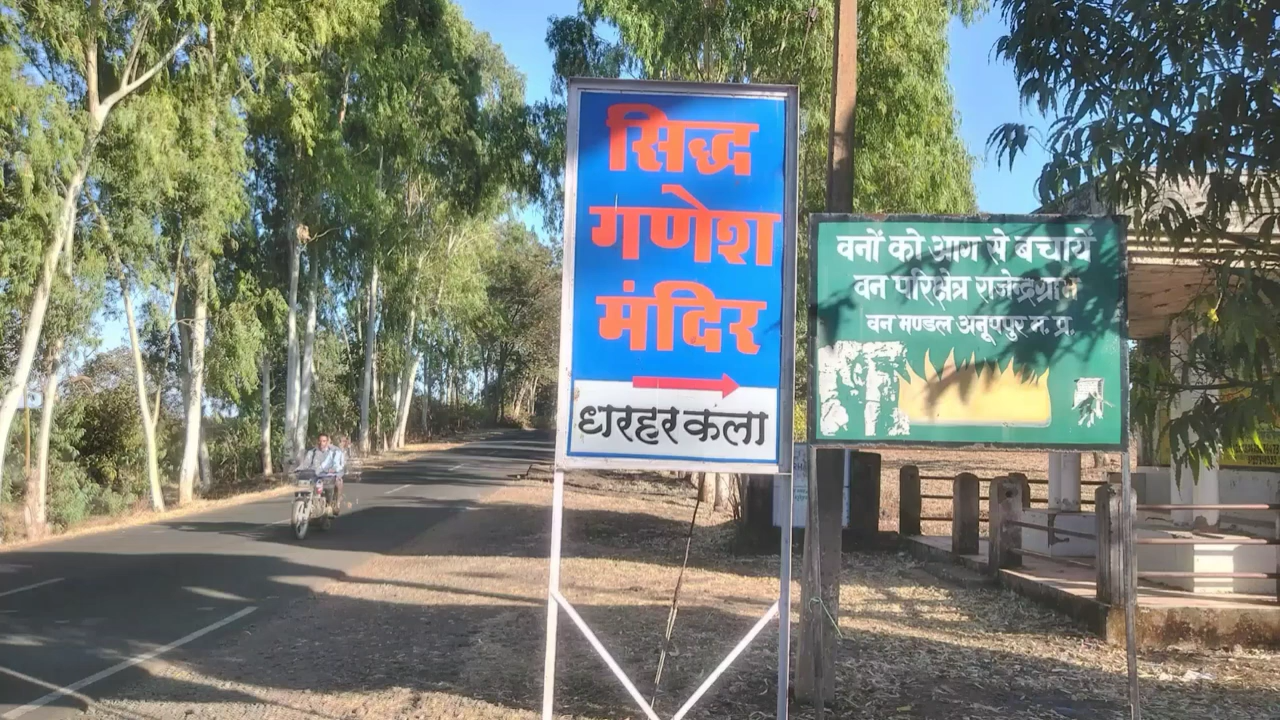 सिद्ध
गणेश
मंदिर
धरहरकला
वनों को आग से बचायें
वन परिक्षेत्र राजेन्द्रग्राम
वन मण्डल अनूपपुर म. प्र.